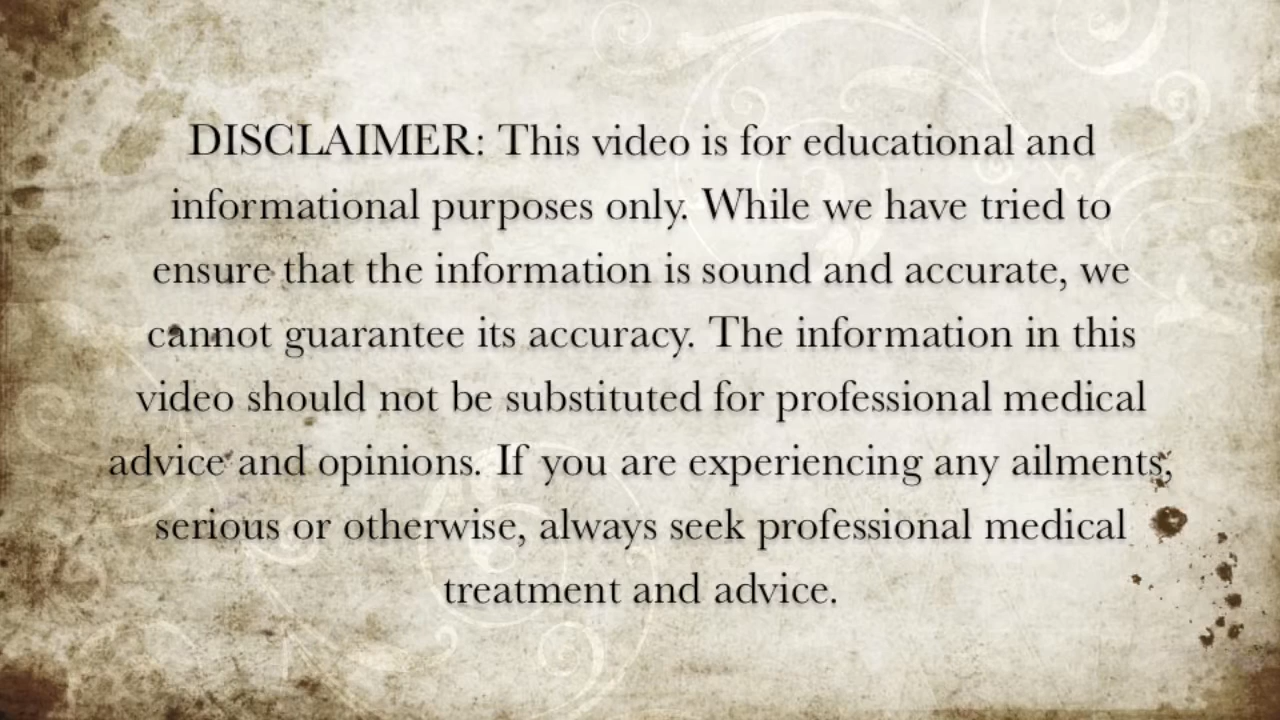 DISCLAIMER: This video is for educational and
informational purposes only. While we have tried to
ensure that the information is sound and accurate, we
cannot guarantee its accuracy. The information in this
video should not be substituted for professional medical
advice and opinions. If you are experiencing any ailments,
serious or otherwise, always seek professional medical
treatment and advice.